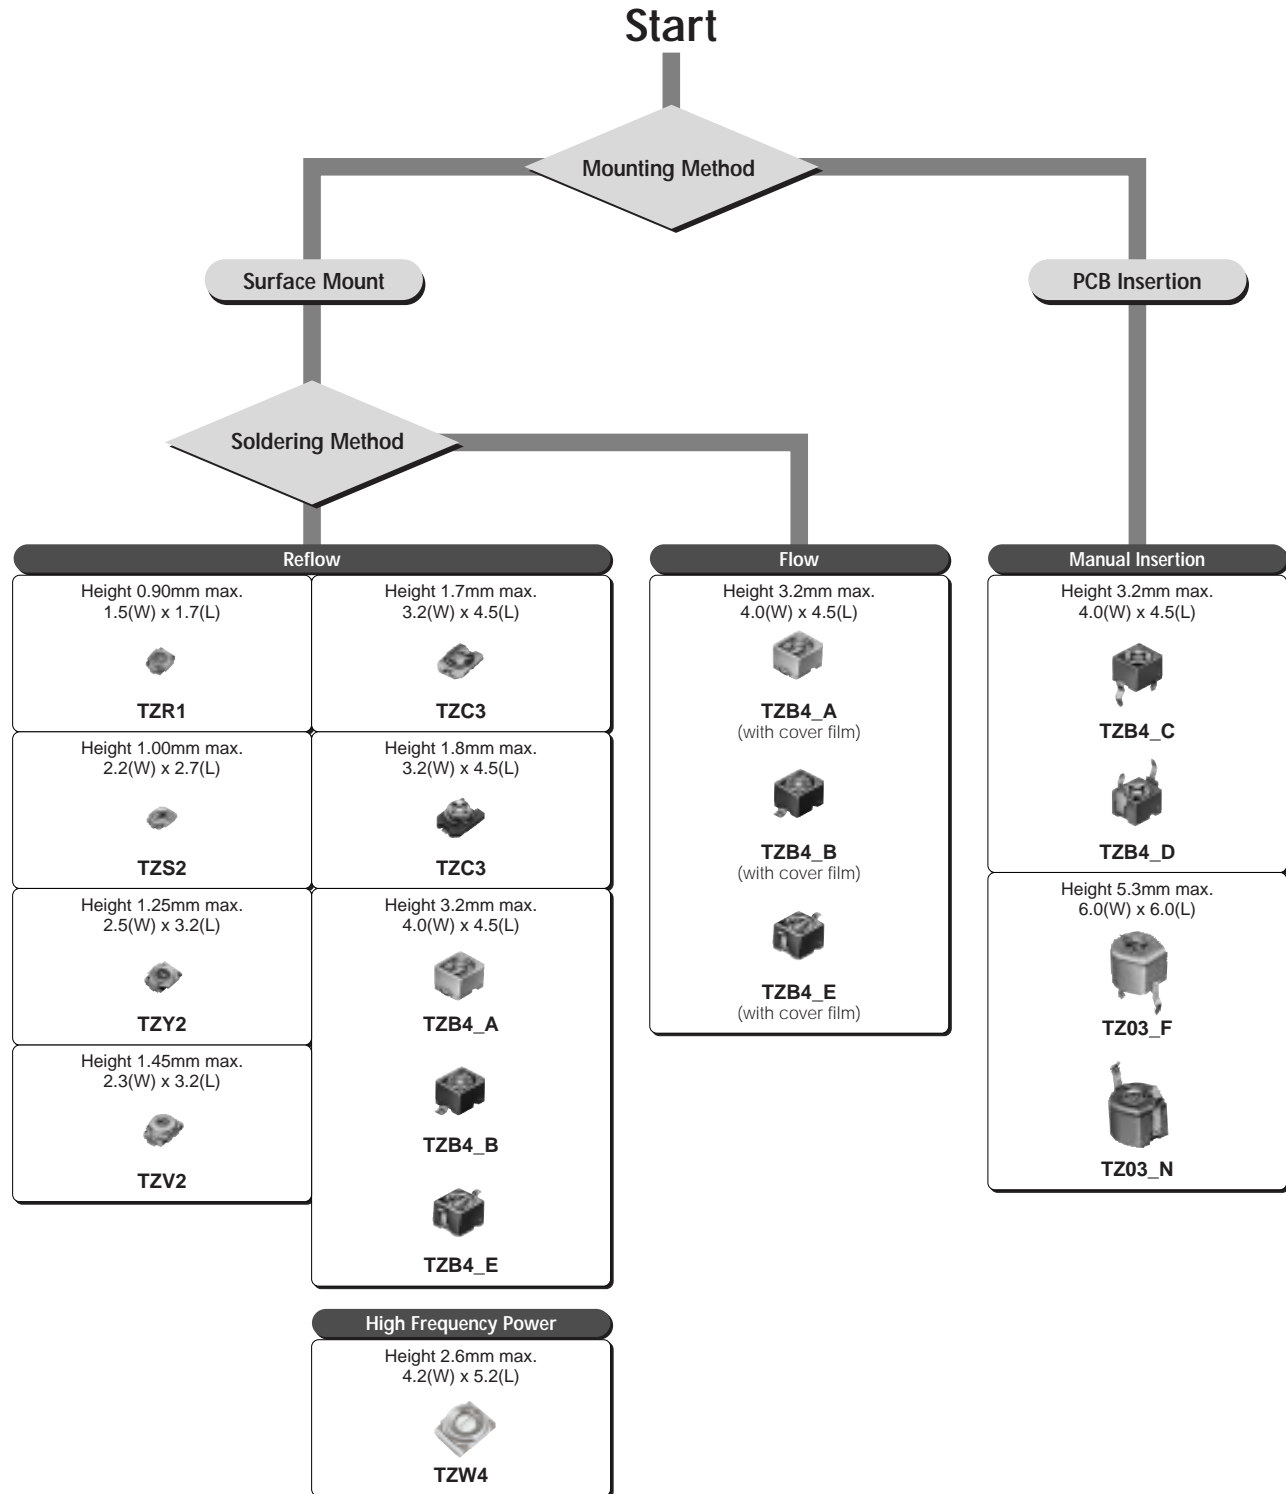 Start
Mounting Method
Surface Mount
PCB Insertion
Soldering Method
Reflow
Height 0.90mm max.
1.5(W) x 1.7(L)
TZR1
Height 1.00mm max.
2.2(W) x 2.7(L)
TZS2
Height 1.25mm max.
2.5(W) x 3.2(L)
TZY2
Height 1.45mm max.
2.3(W) x 3.2(L)
TZV2
Height 1.7mm max.
3.2(W) x 4.5(L)
TZC3
Height 1.8mm max.
3.2(W) x 4.5(L)
TZC3
Height 3.2mm max.
4.0(W) x 4.5(L)
TZB4_A
TZB4_B
TZB4_E
High Frequency Power
Height 2.6mm max.
4.2(W) x 5.2(L)
TZW4
Flow
Height 3.2mm max.
4.0(W) x 4.5(L)
TZB4_A
(with cover film)
TZB4_B
(with cover film)
TZB4_E
(with cover film)
Manual Insertion
Height 3.2mm max.
4.0(W) x 4.5(L)
TZB4_C
TZB4_D
Height 5.3mm max.
6.0(W) x 6.0(L)
TZ03_F
TZ03_N